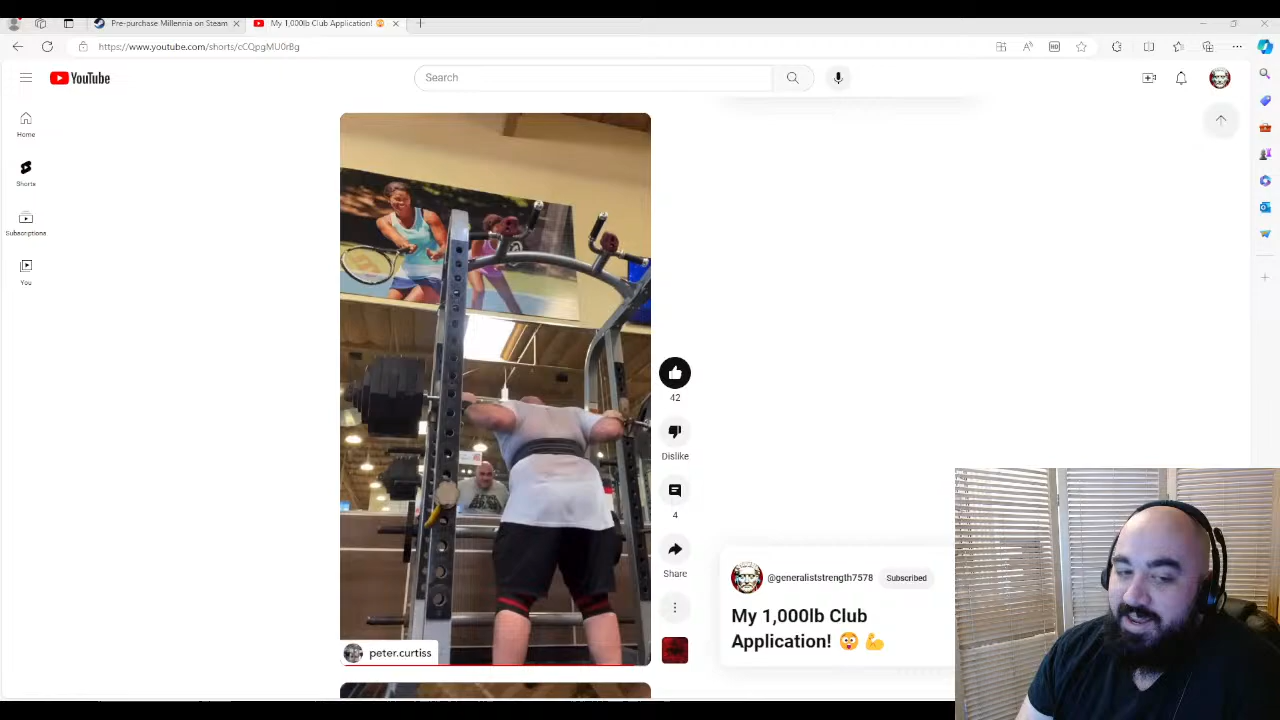 Pre-purchase Millennia on Steam
My 1,000lb Club Application!
https://www.youtube.com/shorts/cCQpgMU0rBg
YouTube
Search
Home
Shorts
Subscriptions
You
42
Dislike
4
Share
@generaliststrength7578 Subscribed
My 1,000lb Club
Application! 😳 💪
peter.curtiss